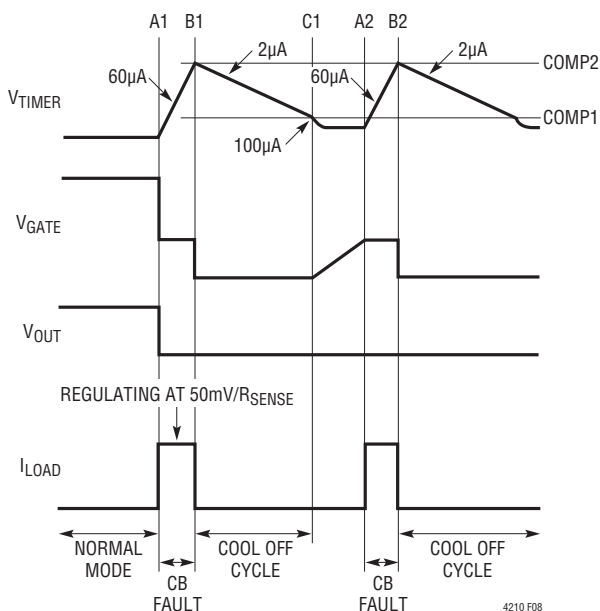 A1 B1 C1 A2 B2
60µA
2µA
60µA
2µA
COMP2
VTIMER
COMP1
100µA
VGATE
VOUT
REGULATING AT 50mV/RSENSE
ILOAD
NORMAL MODE
CB FAULT
COOL OFF CYCLE
CB FAULT
COOL OFF CYCLE
4210 F08